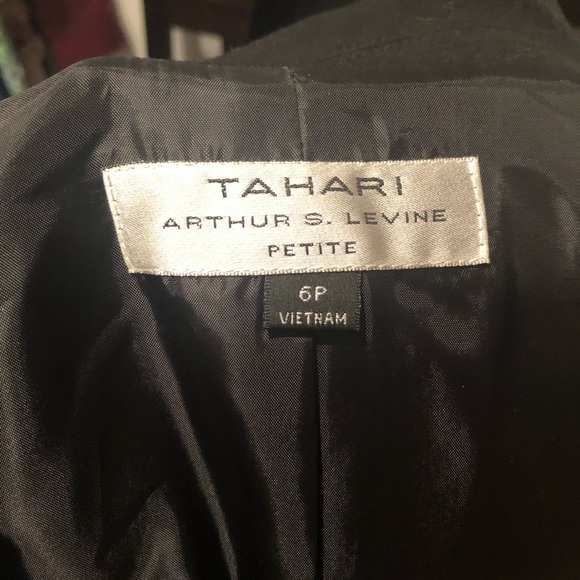 TAHARI
ARTHUR S. LEVINE
PETITE
6P
VIETNAM